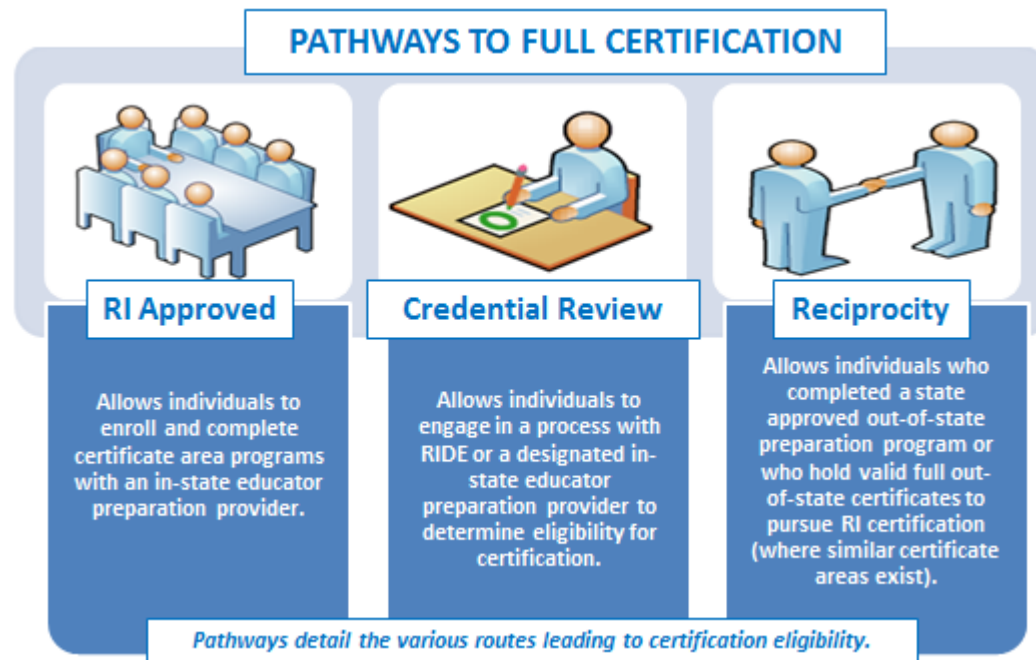 PATHWAYS TO FULL CERTIFICATION
RI Approved
Allows individuals to
enroll and complete
certificate area programs
with an in-state educator
preparation provider.
Credential Review
Allows individuals to
engage in a process with
RIDE or a designated in-
state educator
preparation provider to
determine eligibility for
certification.
Reciprocity
Allows individuals who
completed a state
approved out-of-state
preparation program or
who hold valid full out-
of-state certificates to
pursue RI certification
(where similar certificate
areas exist).
Pathways detail the various routes leading to certification eligibility.